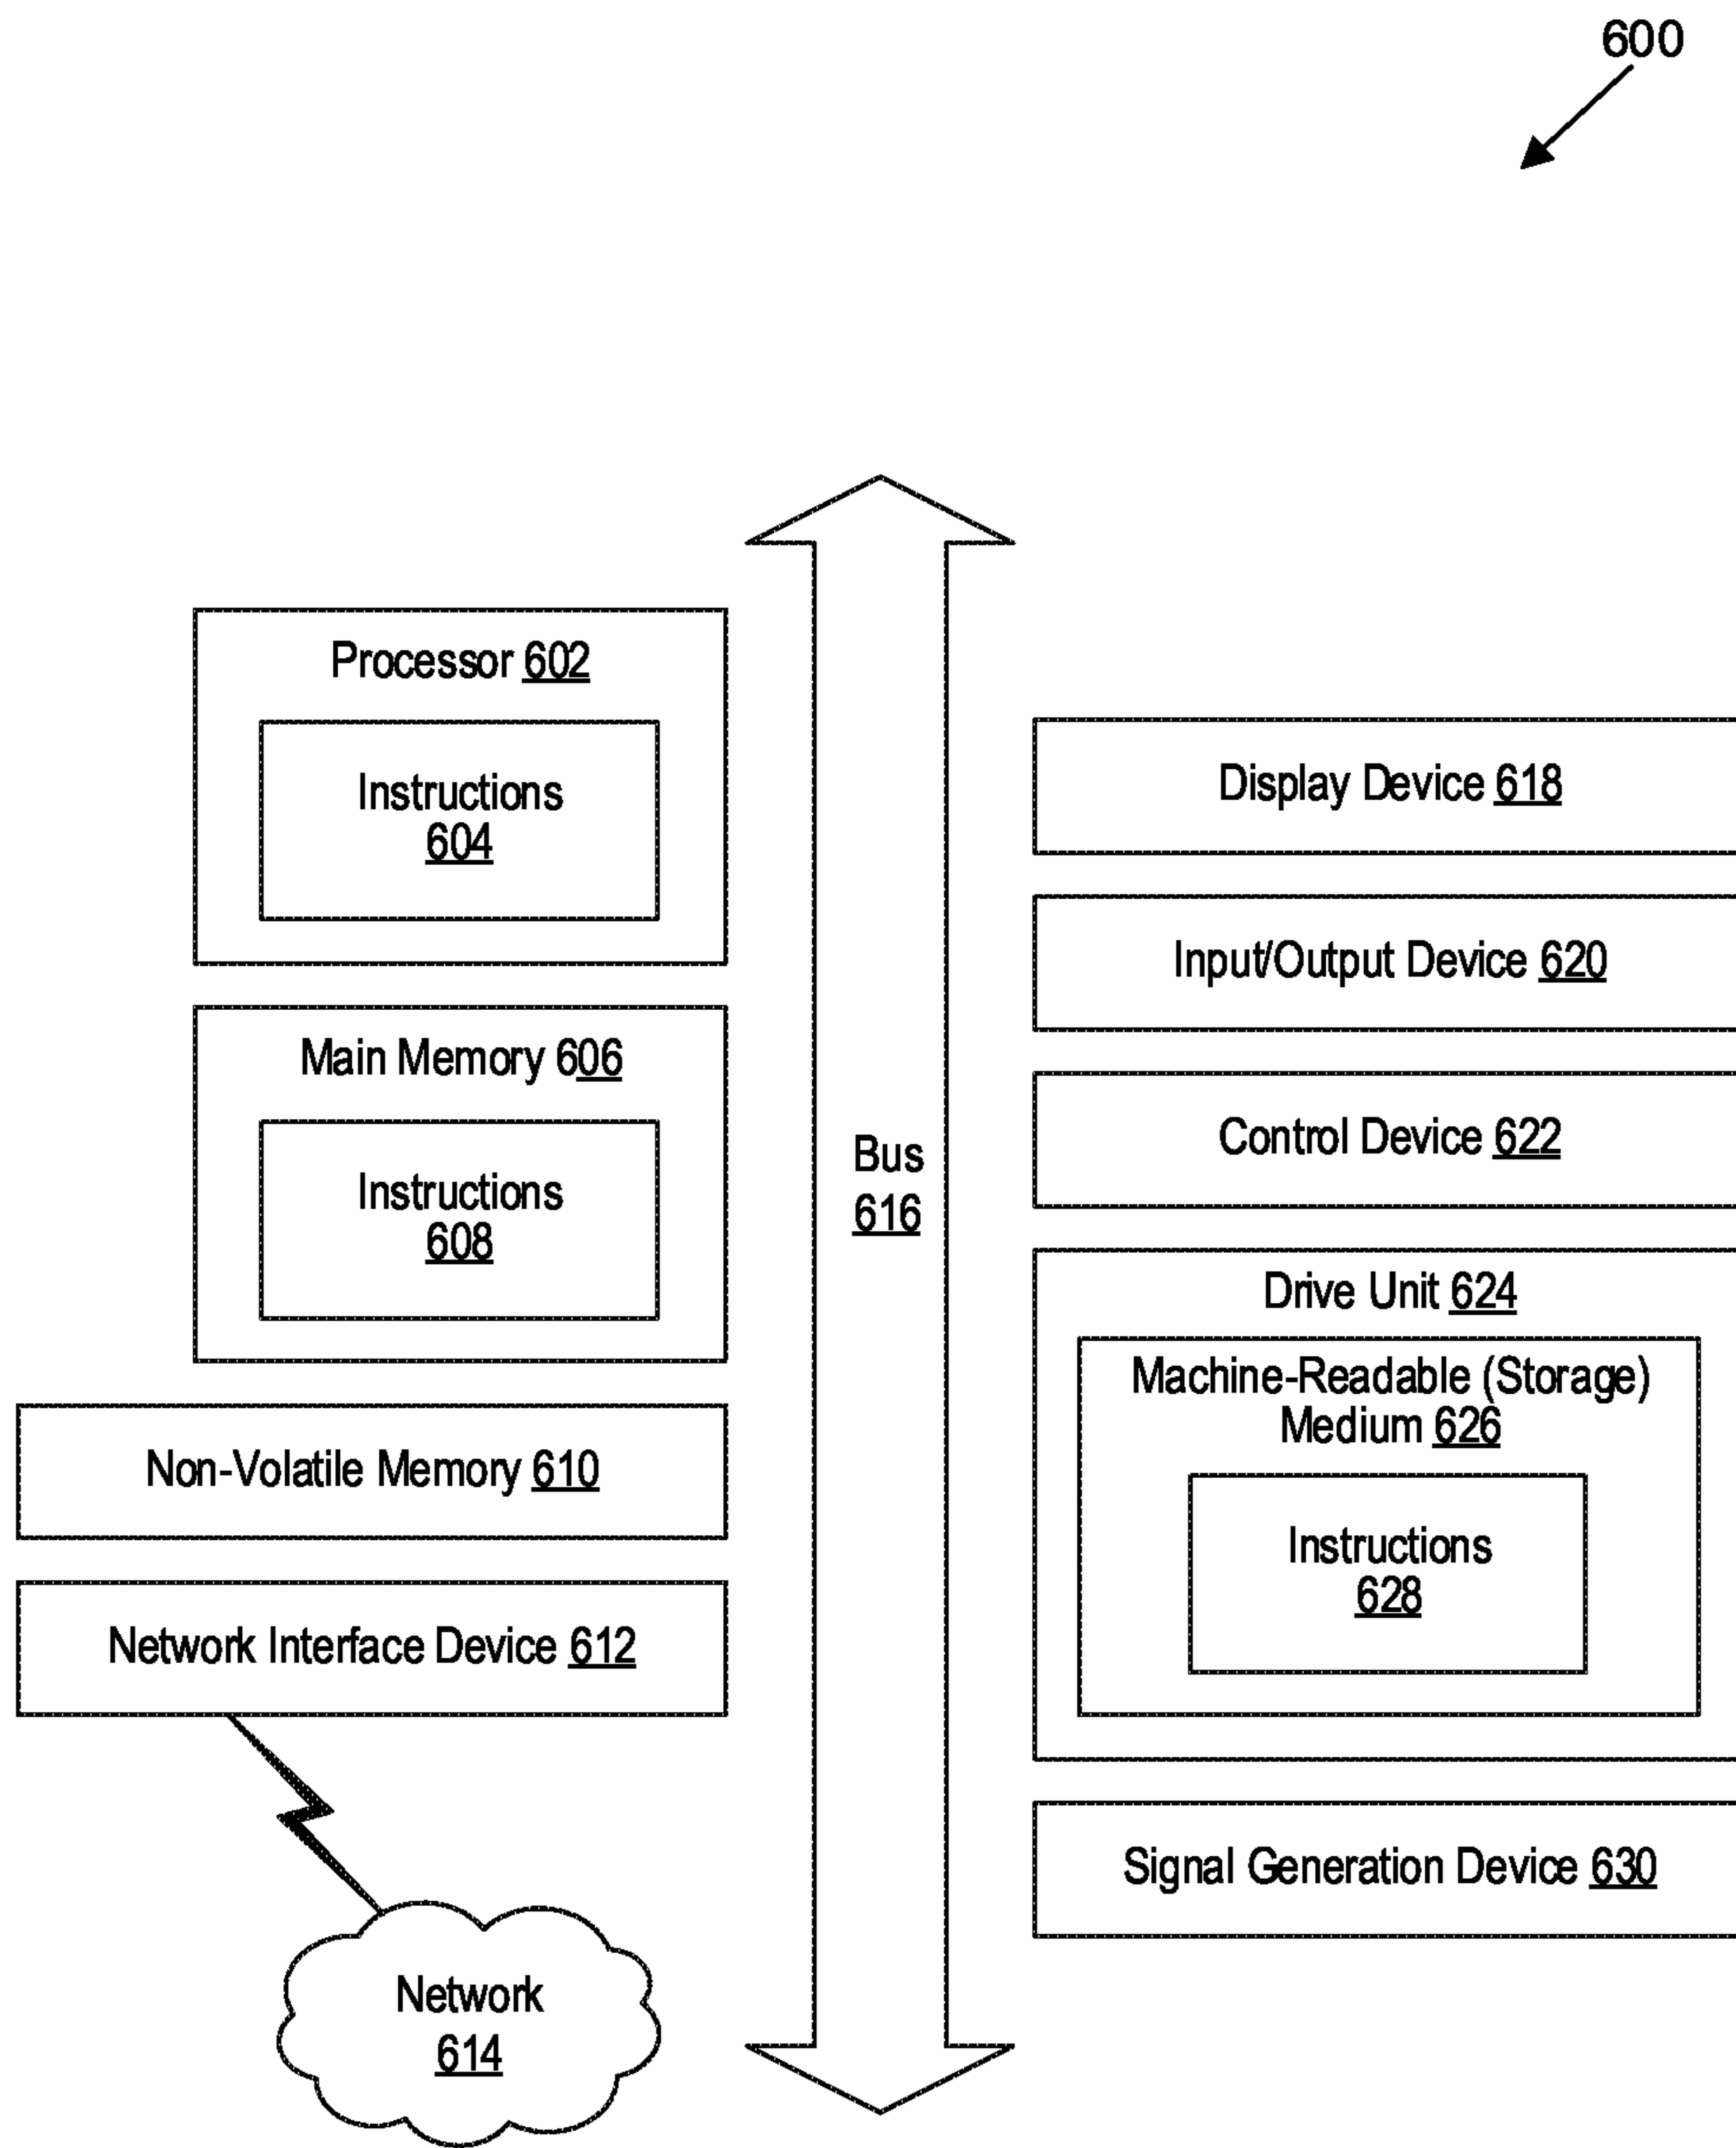 600
Processor 602
Instructions
604
Main Memory 606
Instructions
608
Non-Volatile Memory 610
Network Interface Device 612
Network
614
Bus
616
Display Device 618
Input/Output Device 620
Control Device 622
Drive Unit 624
Machine-Readable (Storage)
Medium 626
Instructions
628
Signal Generation Device 630